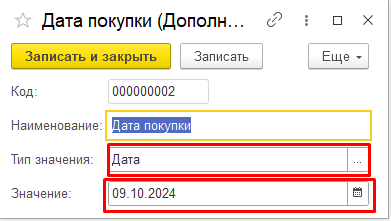 Дата покупки (Дополн...
Записать и закрыть Записать Еще
Код: 000000002
Наименование: Дата покупки
Тип значения: Дата ...
Значение: 09.10.2024